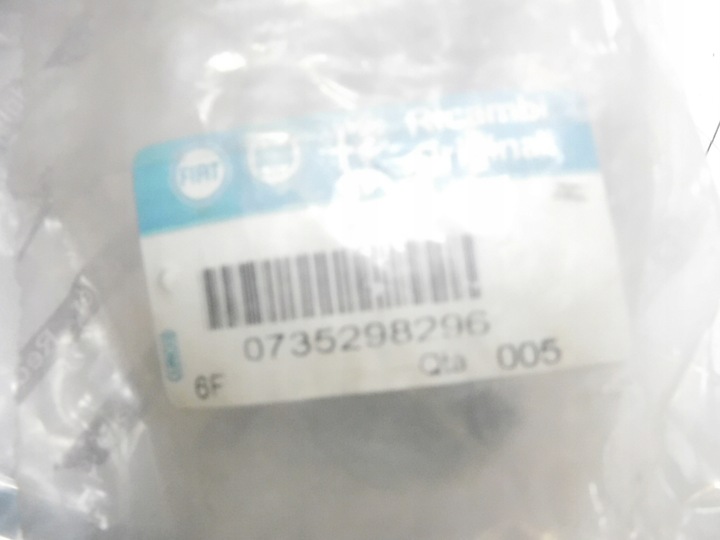 FIAT
Ricambi
Originali
0735298296
6F Qta 005